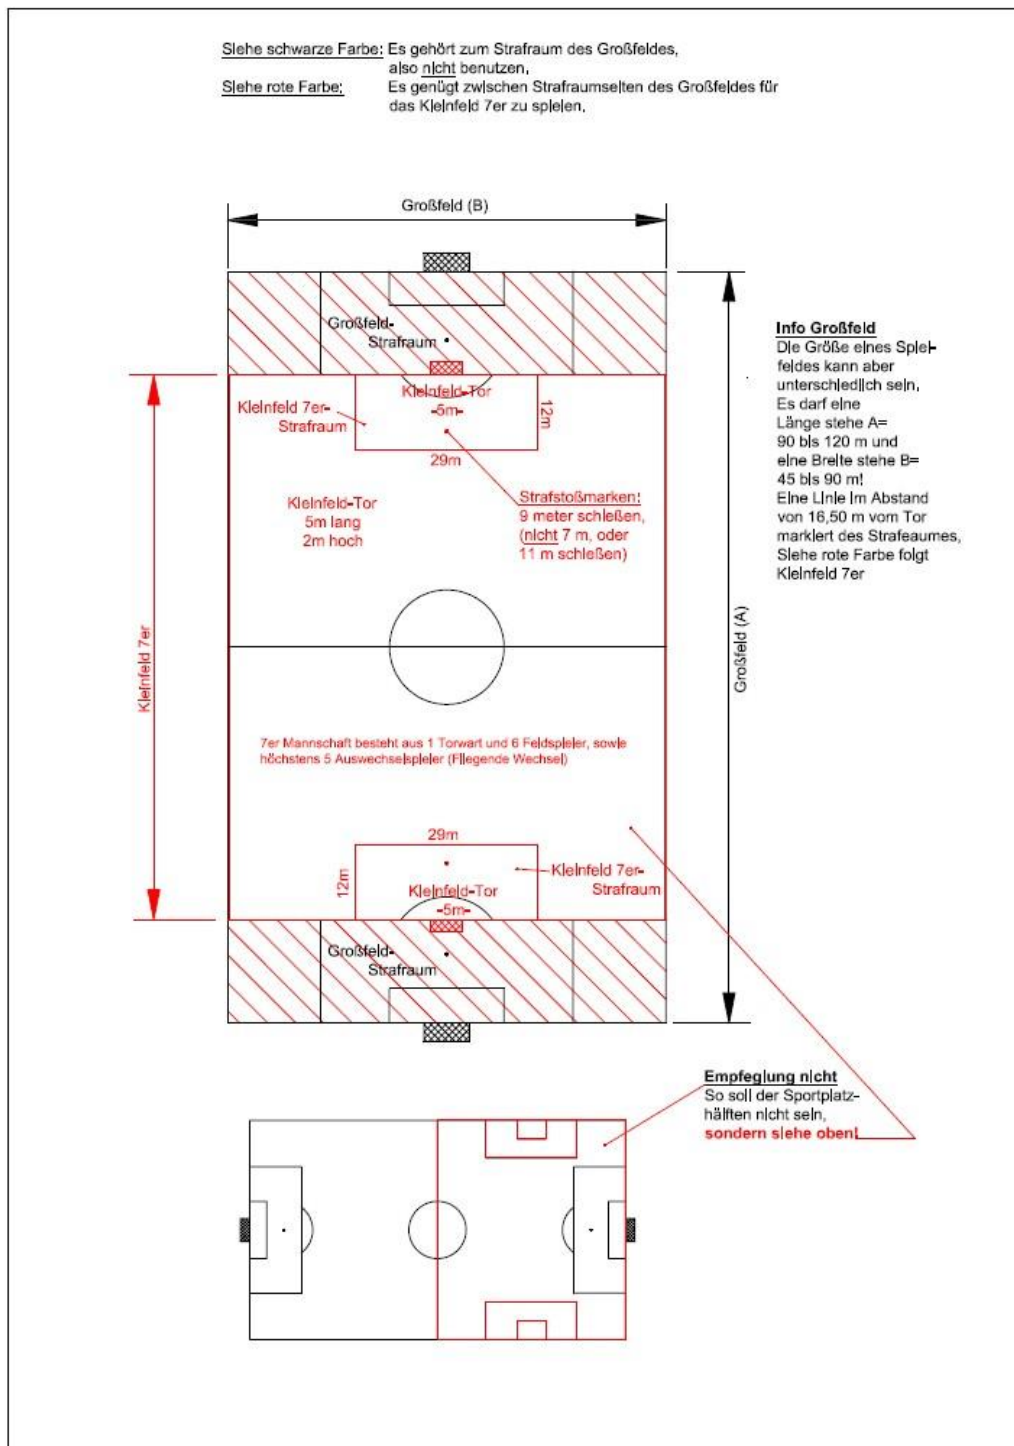 Siehe schwarze Farbe: Es gehört zum Strafraum des Großfeldes,
also nicht benutzen.
Siehe rote Farbe: Es genügt zwischen Strafraumseiten des Großfeldes für
das Kleinfeld 7er zu spielen.
Großfeld (B)
Großfeld-
Strafraum
Info Großfeld
Die Größe eines Spiel-
feldes kann aber
unterschiedlich sein.
Es darf eine
Länge stehe A=
90 bis 120 m und
eine Breite stehe B=
45 bis 90 m!
Eine Linie im Abstand
von 16,50 m vom Tor
markiert des Strafeaumes,
Siehe rote Farbe folgt
Kleinfeld 7er
Kleinfeld-Tor
-5m-
Kleinfeld 7er-
Strafraum
12m
29m
Kleinfeld-Tor
5m lang
2m hoch
Strafstoßmarken:
9 meter schießen,
(nicht 7 m, oder
11 m schießen)
Kleinfeld 7er
Großfeld (A)
7er Mannschaft besteht aus 1 Torwart und 6 Feldspieler, sowie
höchstens 5 Auswechselspieler (Fliegende Wechsel)
29m
12m
Kleinfeld 7er-
Strafraum
Kleinfeld-Tor
-5m-
Großfeld-
Strafraum
Empfeglung nicht
So soll der Sportplatz-
hälften nicht sein,
sondern siehe oben!